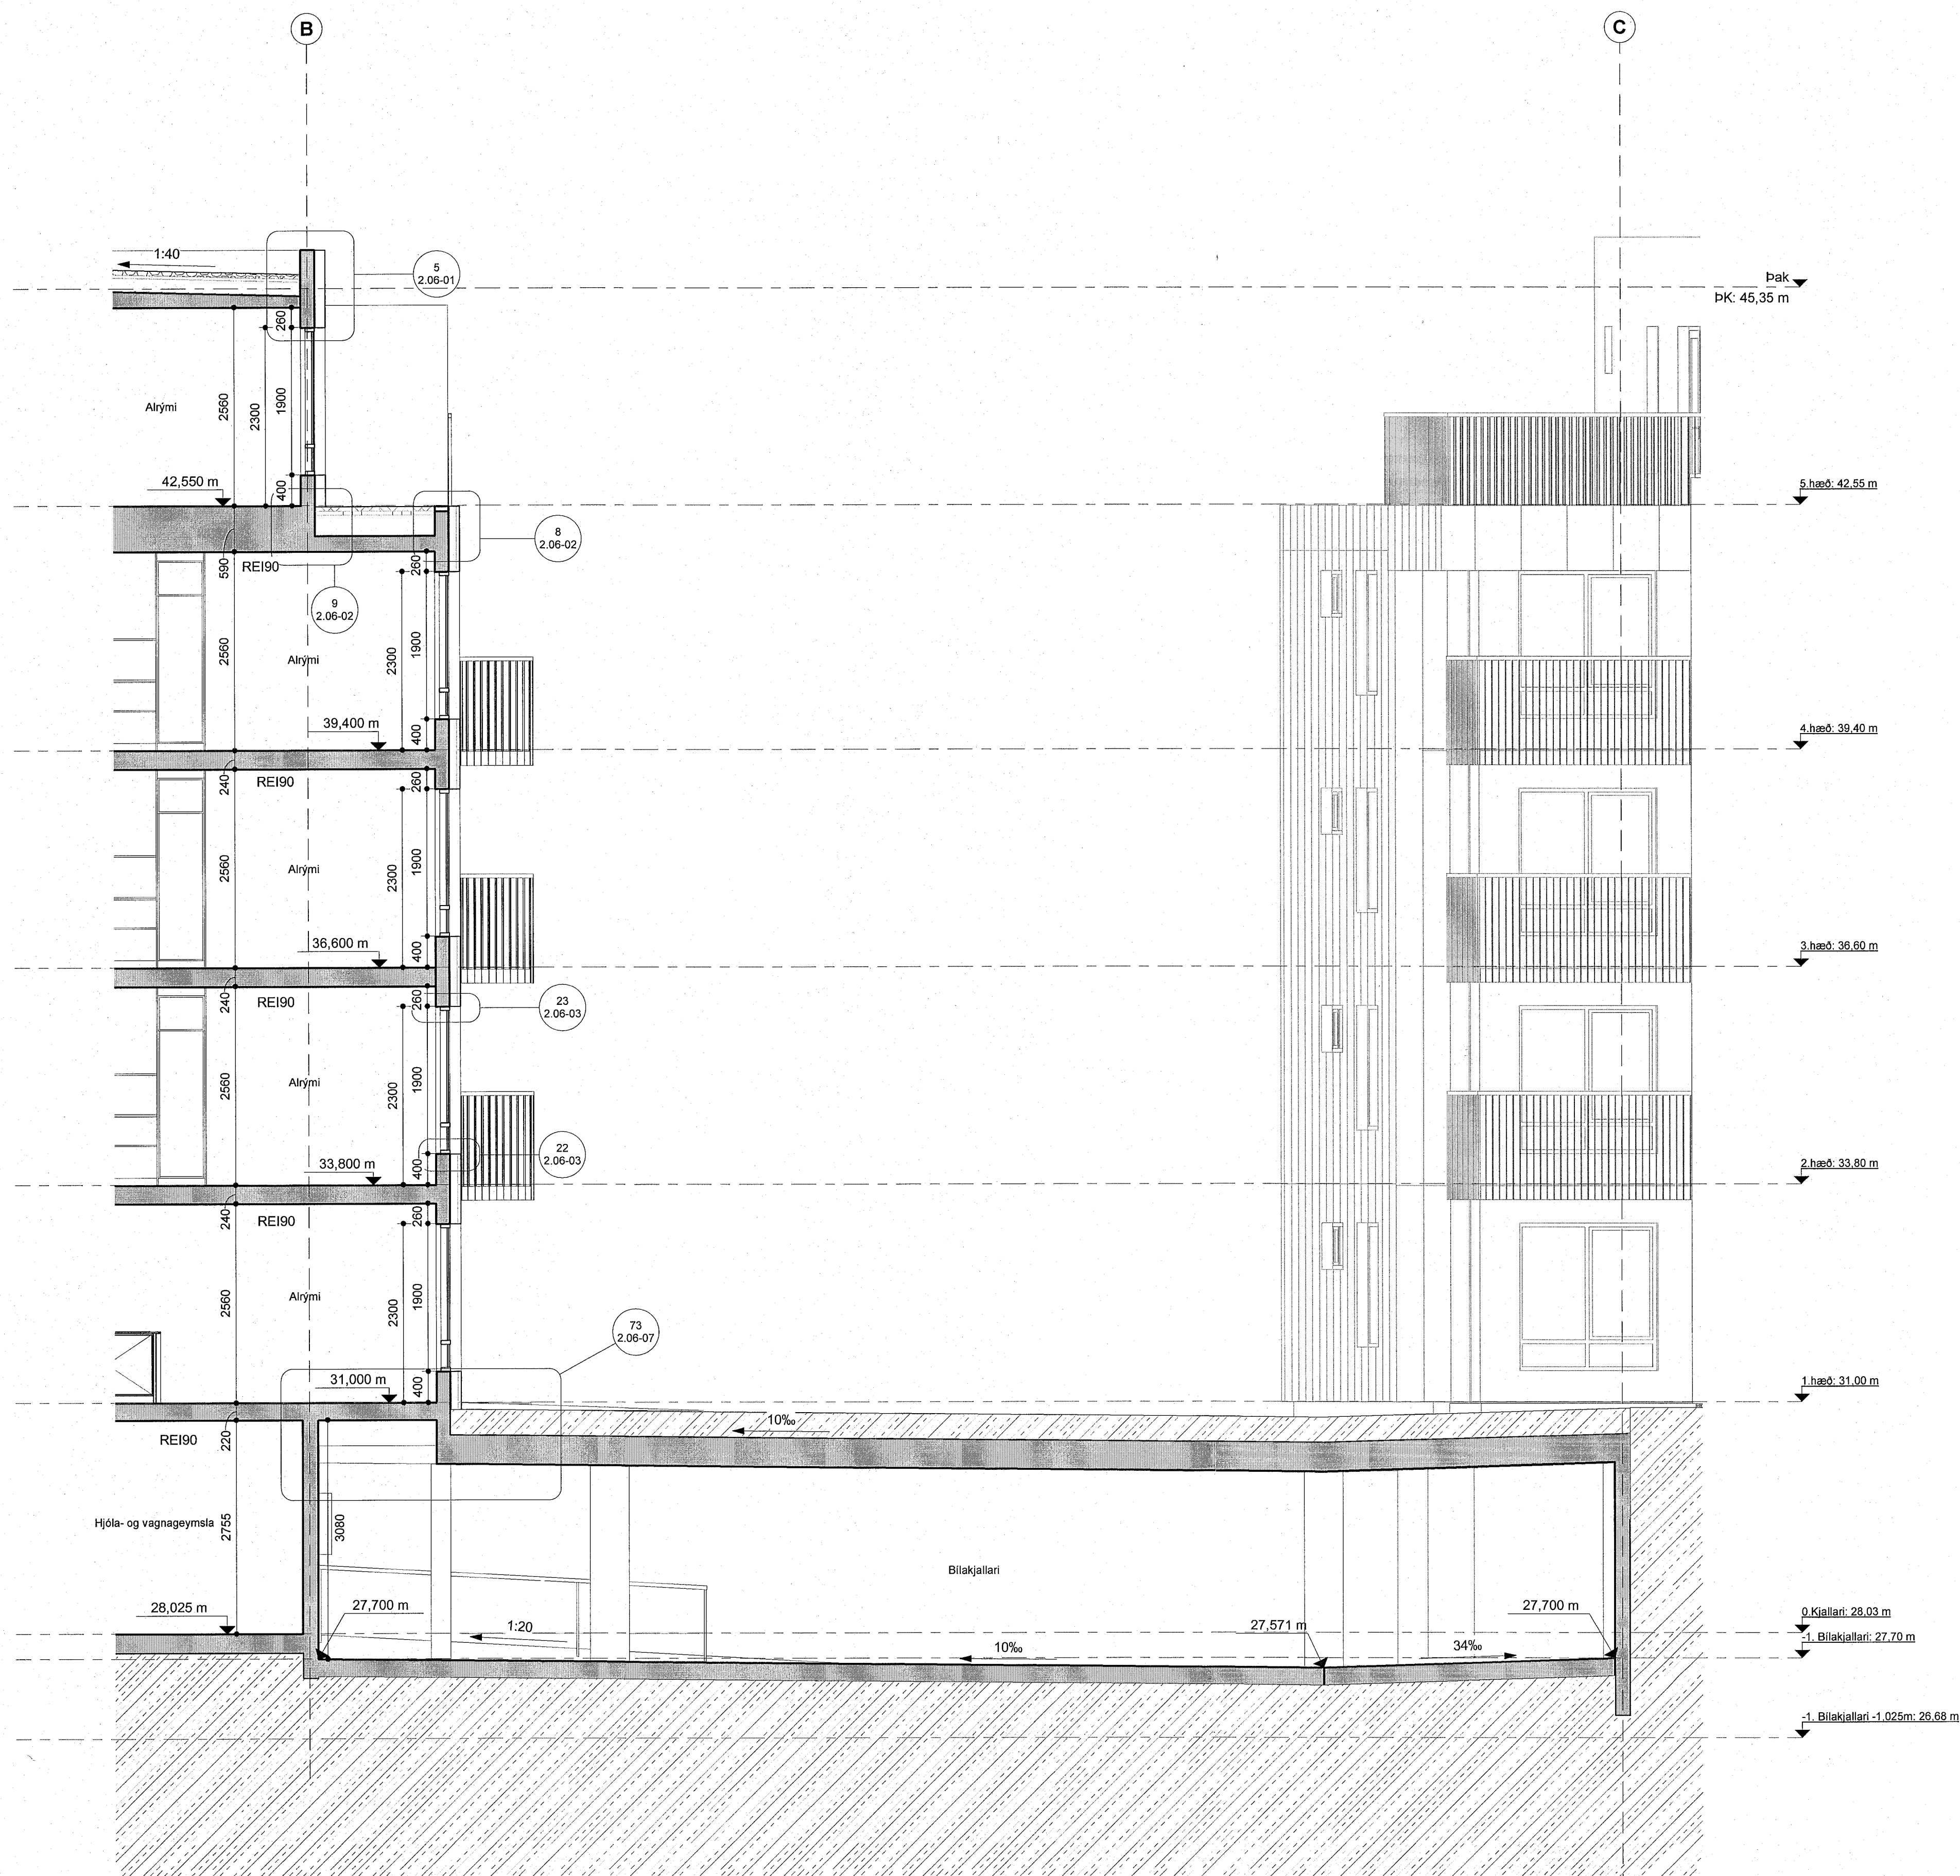 B
C
1:40
5
2.06-01
Þak
ÞK: 45,35 m
260
2560
2300
1900
Alrými
42,550 m
400
5.hæð: 42,55 m
8
2.06-02
590
REI90
260
9
2.06-02
2560
Alrými
2300
1900
39,400 m
400
4.hæð: 39,40 m
240
REI90
260
2560
Alrými
2300
1900
36,600 m
400
3.hæð: 36,60 m
240
REI90
260
23
2.06-03
2560
Alrými
2300
1900
22
2.06-03
33,800 m
400
2.hæð: 33,80 m
240
REI90
260
2560
Alrými
2300
1900
73
2.06-07
31,000 m
400
1.hæð: 31,00 m
10‰
REI90
220
Hjóla- og vagnageymsla
2755
3080
Bílakjallari
28,025 m
27,700 m
27,700 m
0.Kjallari: 28,03 m
1:20
27,571 m
-1. Bílakjallari: 27,70 m
10‰
34‰
-1. Bílakjallari -1,025m: 26,68 m